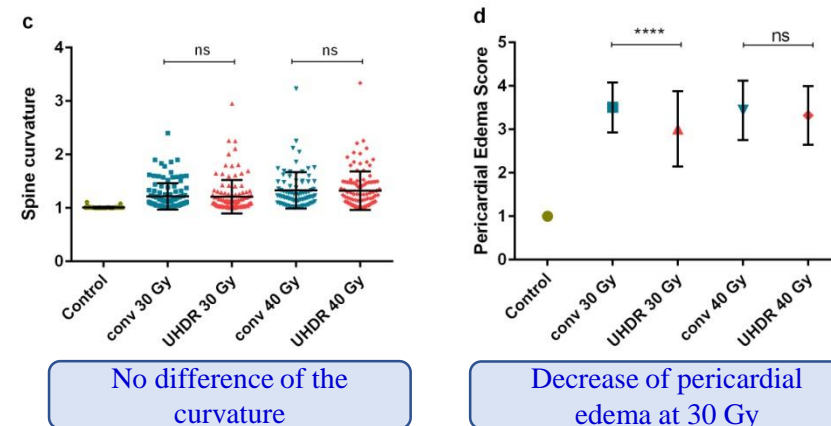 c
ns
ns
4
3
2
1
0
Spine curvature
Control
conv 30 Gy
UHDR 30 Gy
conv 40 Gy
UHDR 40 Gy
No difference of the
curvature
d
****
ns
5
4
3
2
1
0
Pericardial Edema Score
Control
conv 30 Gy
UHDR 30 Gy
conv 40 Gy
UHDR 40 Gy
Decrease of pericardial
edema at 30 Gy